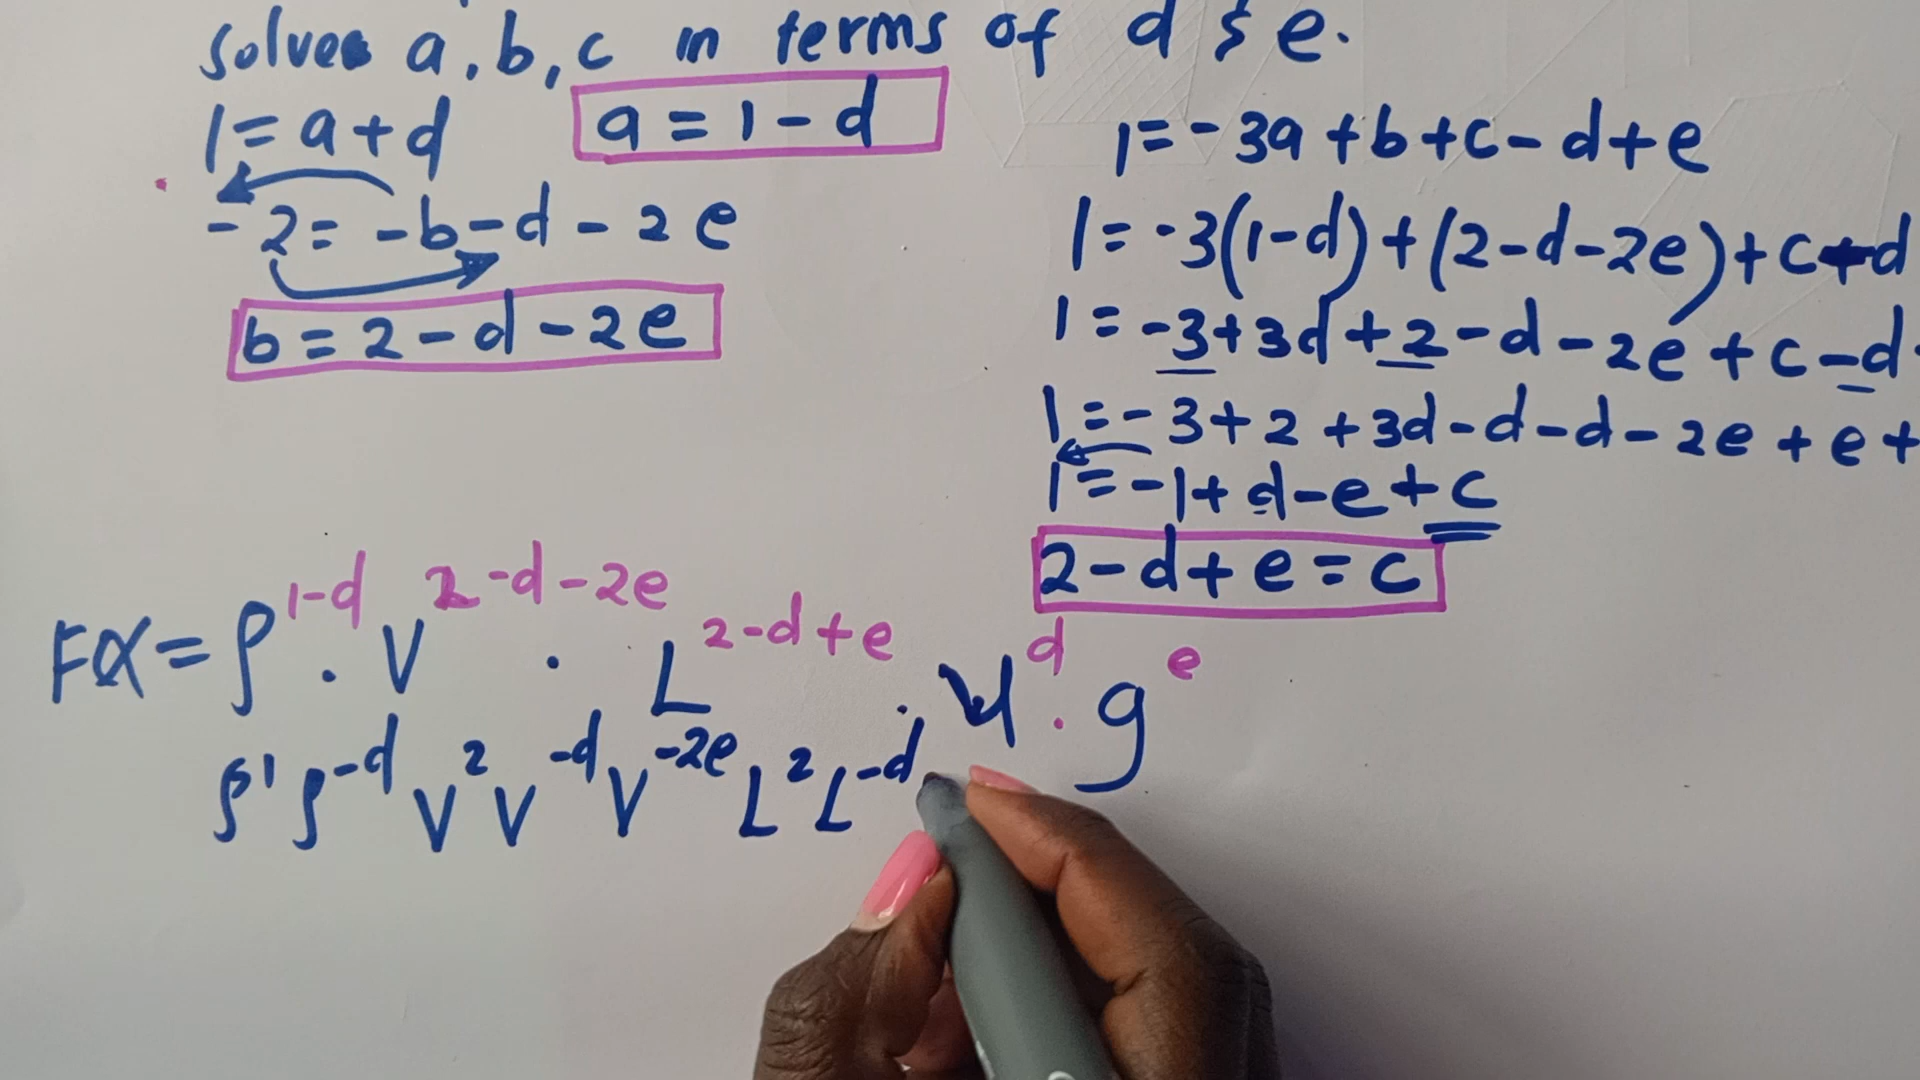 solves a, b, c in terms of d & e.
1 = a + d
a = 1 - d
- 2 = - b - d - 2e
b = 2 - d - 2e
1 = - 3a + b + c - d + e
1 = - 3(1 - d) + (2 - d - 2e) + c - d
1 = - 3 + 3d + 2 - d - 2e + c - d
1 = - 3 + 2 + 3d - d - d - 2e + e +
1 = - 1 + d - e + c
2 - d + e = c
Fα = ρ^{1-d} . V^{2-d-2e} . L^{2-d+e} . μ^{d} . g^{e}
ρ^{1} ρ^{-d} V^{2} V^{-d} V^{-2e} L^{2} L^{-d}